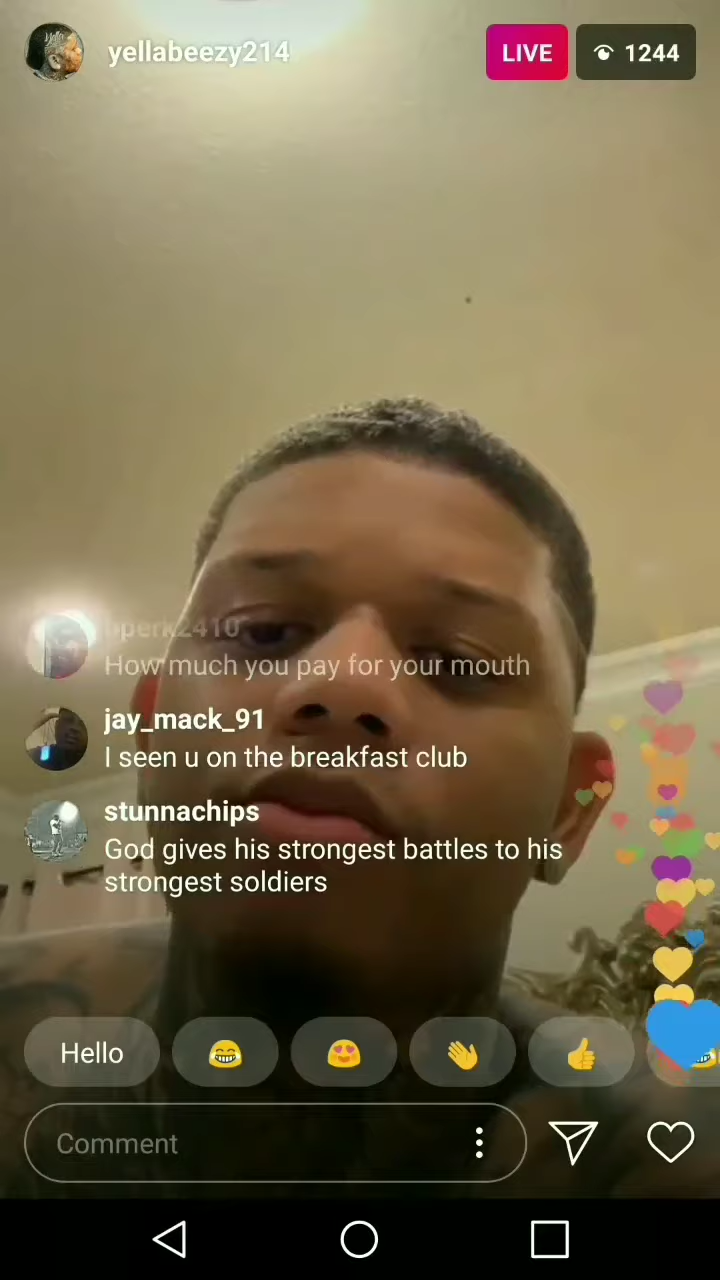 yellabeezy214
LIVE
1244
bperk2410
How much you pay for your mouth
jay_mack_91
I seen u on the breakfast club
stunnachips
God gives his strongest battles to his
strongest soldiers
Hello
Comment